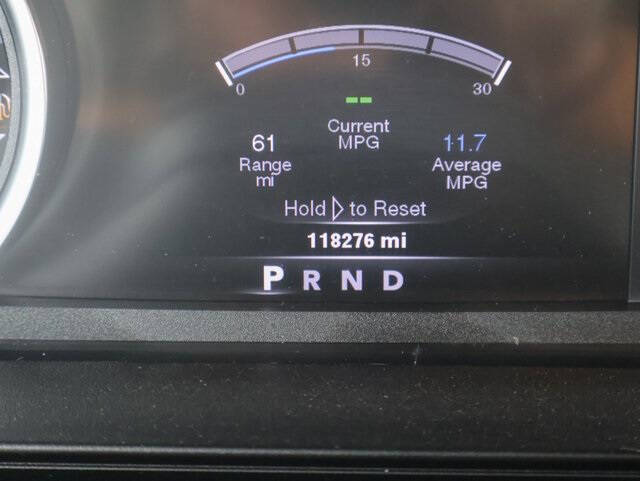 15
0 30
--
Current
MPG
61
Range
mi
11.7
Average
MPG
Hold ▷ to Reset
118276 mi
P R N D